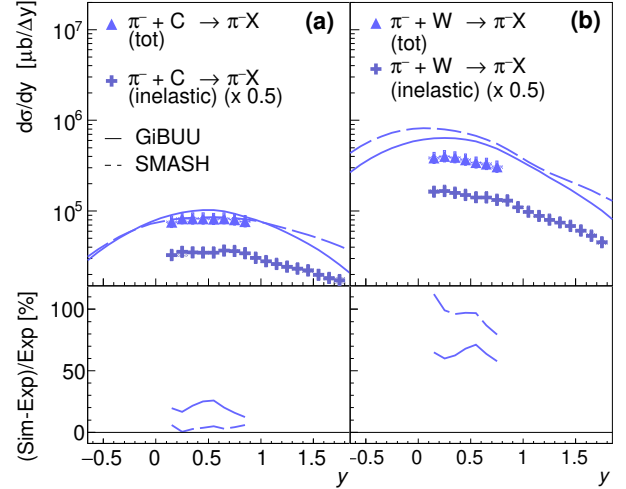 dσ/dy [μb/Δy]
10⁷
10⁶
10⁵
π⁻ + C → π⁻X
(tot)
(a)
π⁻ + C → π⁻X
(inelastic) (x 0.5)
GiBUU
SMASH
π⁻ + W → π⁻X
(tot)
(b)
π⁻ + W → π⁻X
(inelastic) (x 0.5)
(Sim-Exp)/Exp [%]
100
50
0
−0.5 0 0.5 1 1.5
y
−0.5 0 0.5 1 1.5
y